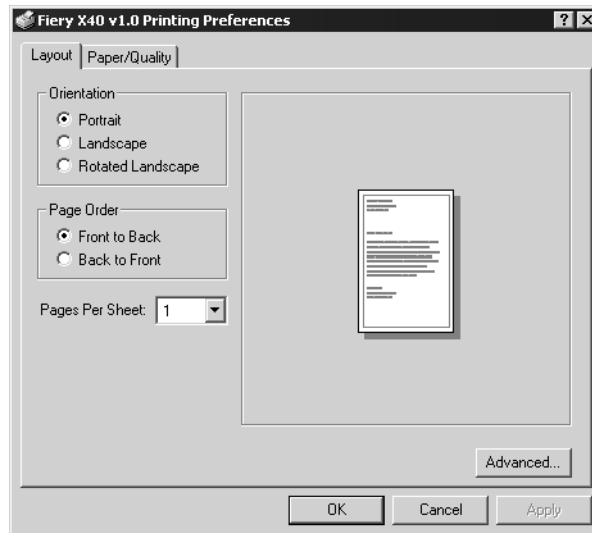 Fiery X40 v1.0 Printing Preferences
Layout
Paper/Quality
Orientation
Portrait
Landscape
Rotated Landscape
Page Order
Front to Back
Back to Front
Pages Per Sheet: 1
Advanced...
OK
Cancel
Apply